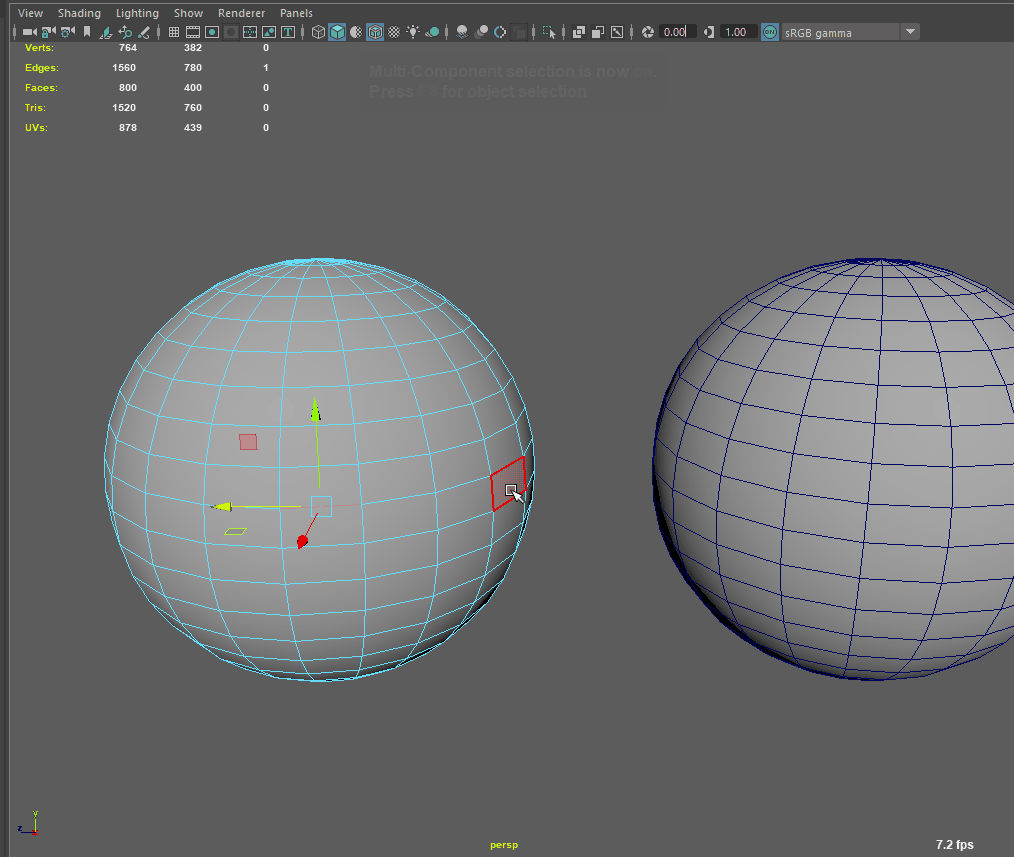 View Shading Lighting Show Renderer Panels
0.00 1.00 ON sRGB gamma
Verts: 764 382 0
Edges: 1560 780 1
Faces: 800 400 0
Tris: 1520 760 0
UVs: 878 439 0
Multi-Component selection is now on.
Press for object selection
y
z
persp
7.2 fps